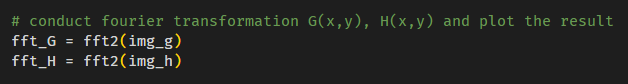 # conduct fourier transformation G(x,y), H(x,y) and plot the result
fft_G = fft2(img_g)
fft_H = fft2(img_h)